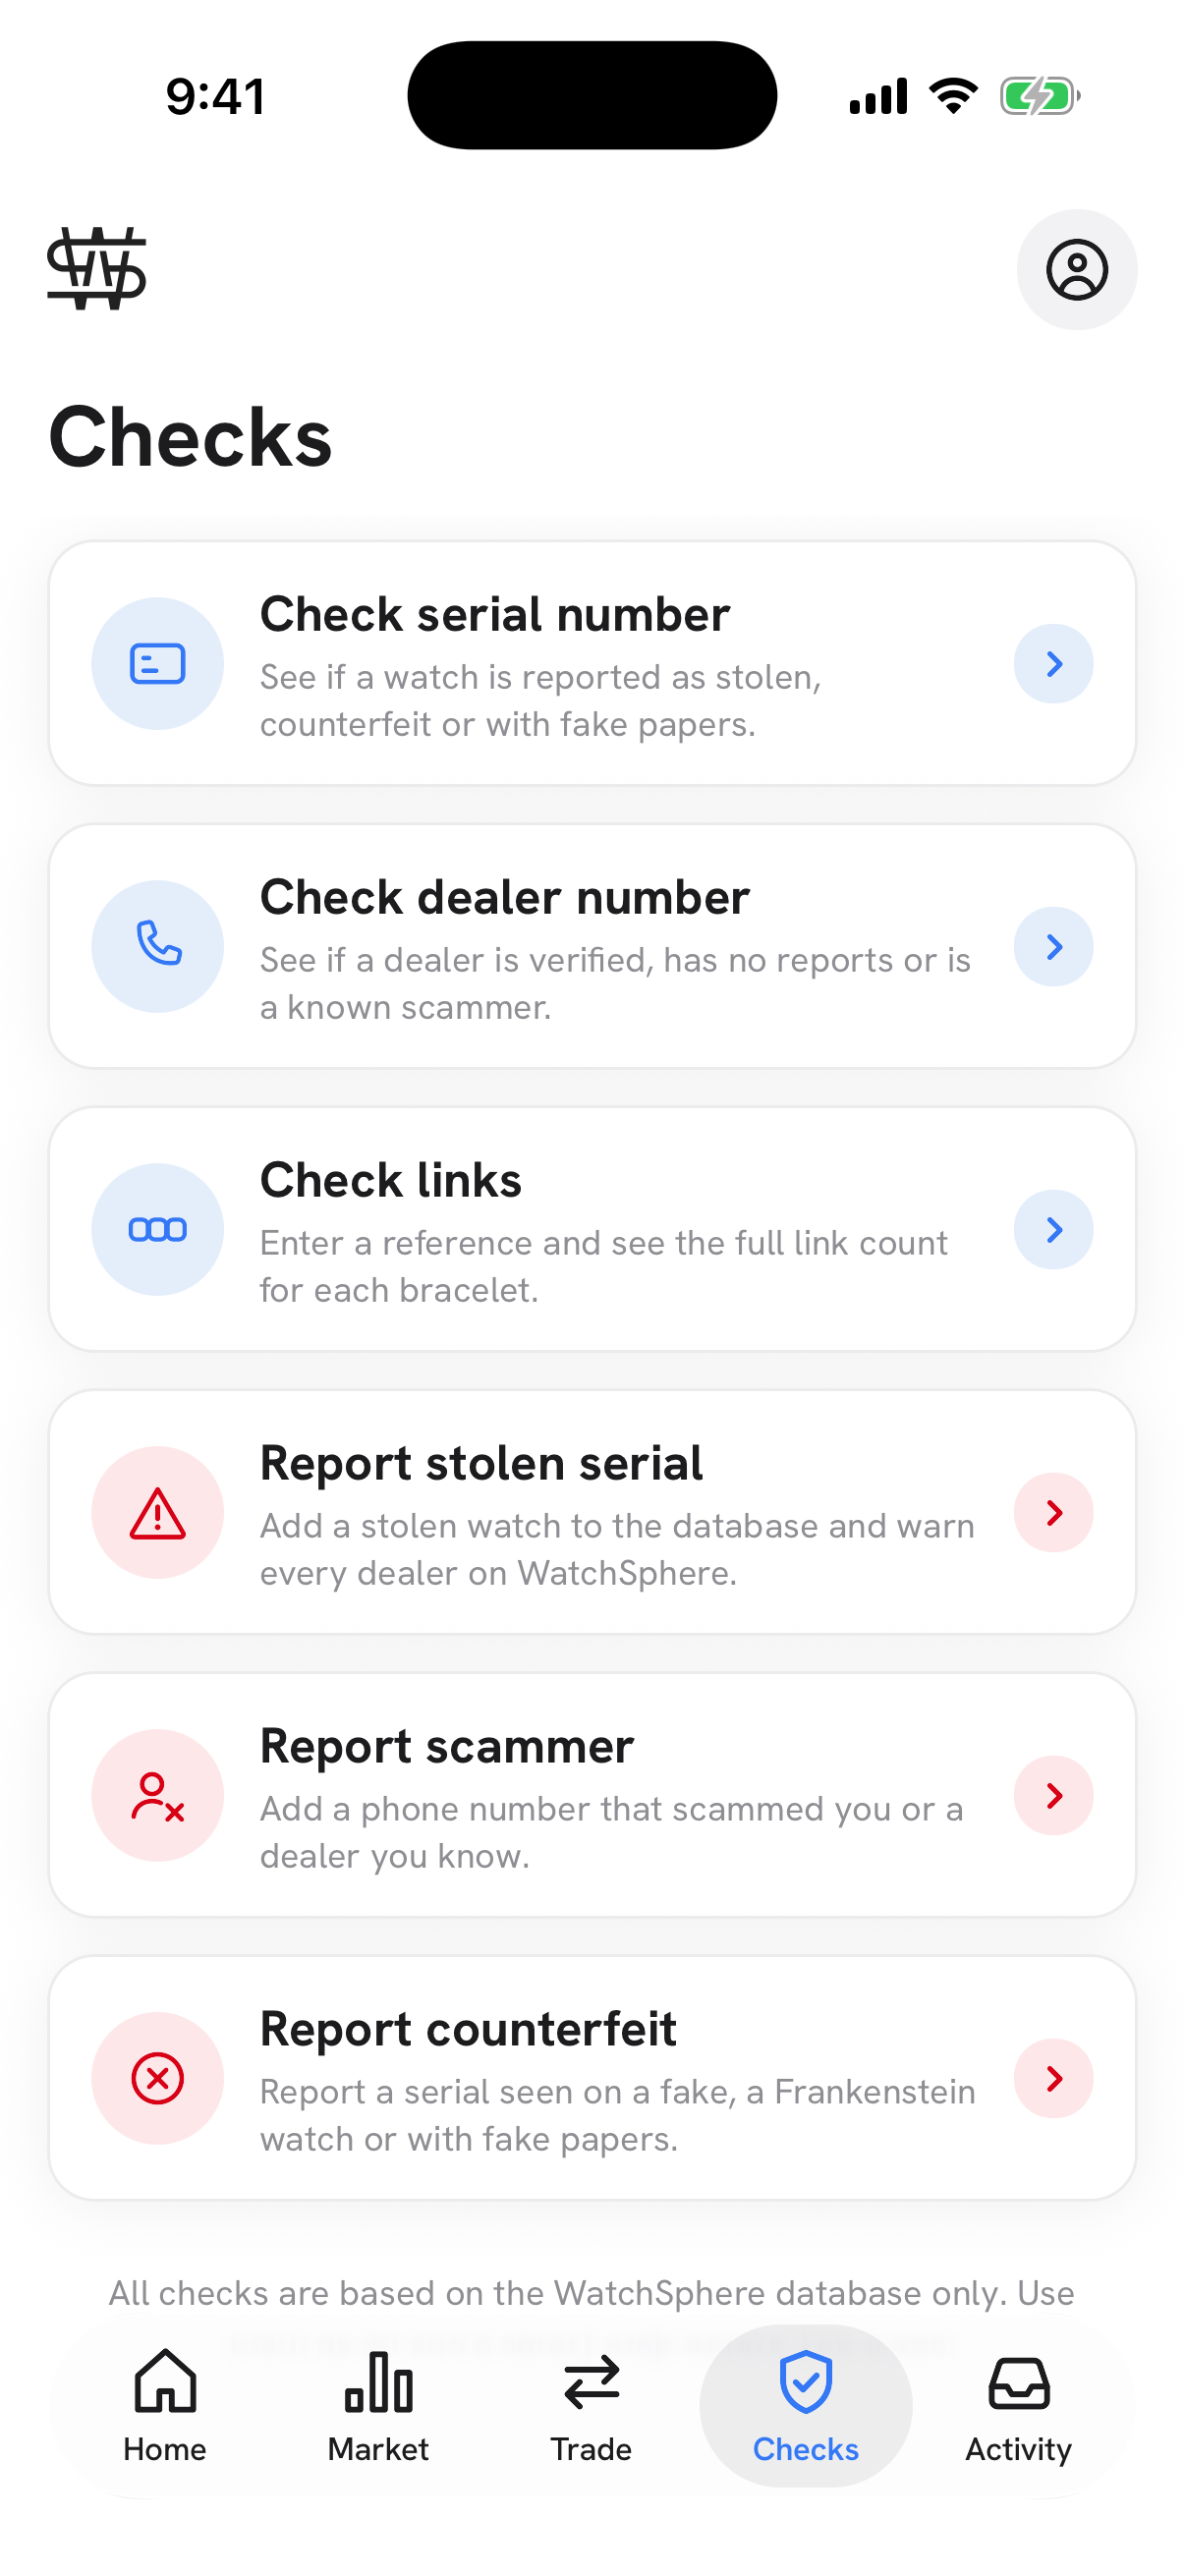 9:41
WS
Checks
Check serial number
See if a watch is reported as stolen,
counterfeit or with fake papers.
Check dealer number
See if a dealer is verified, has no reports or is
a known scammer.
Check links
Enter a reference and see the full link count
for each bracelet.
Report stolen serial
Add a stolen watch to the database and warn
every dealer on WatchSphere.
Report scammer
Add a phone number that scammed you or a
dealer you know.
Report counterfeit
Report a serial seen on a fake, a Frankenstein
watch or with fake papers.
All checks are based on the WatchSphere database only. Use
Home
Market
Trade
Checks
Activity